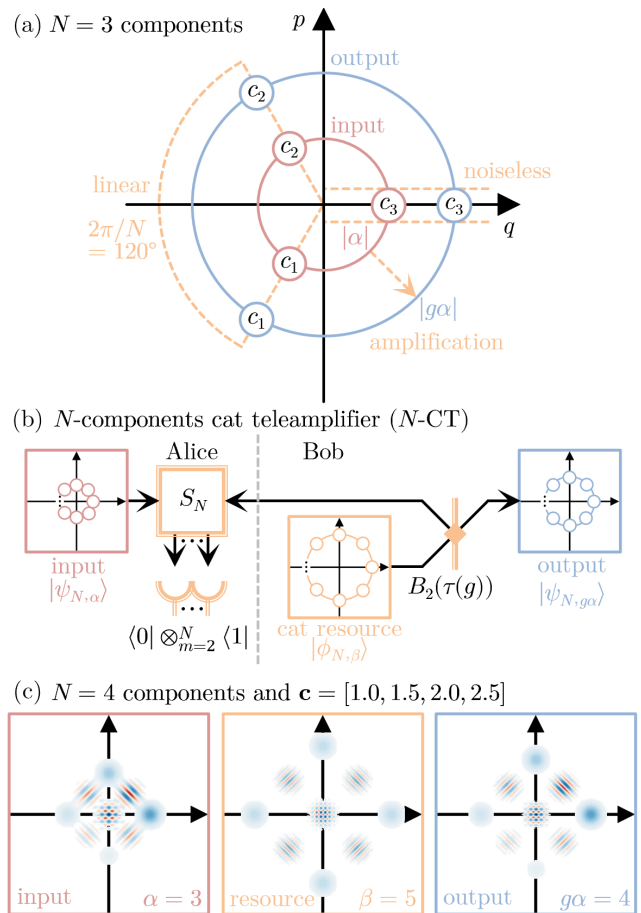 (a) N = 3 components
p
output
c₂
input
c₂
noiseless
linear
c₃
c₃
2π/N
= 120°
|α|
q
c₁
c₁
|gα|
amplification
(b) N-components cat teleamplifier (N-CT)
Alice
Bob
S_N
input
|ψ_{N,α}⟩
B₂(τ(g))
output
|ψ_{N,gα}⟩
⟨0| ⊗_{m=2}^N ⟨1|
cat resource
|ϕ_{N,β}⟩
(c) N = 4 components and c = [1.0, 1.5, 2.0, 2.5]
input
α = 3
resource
β = 5
output
gα = 4